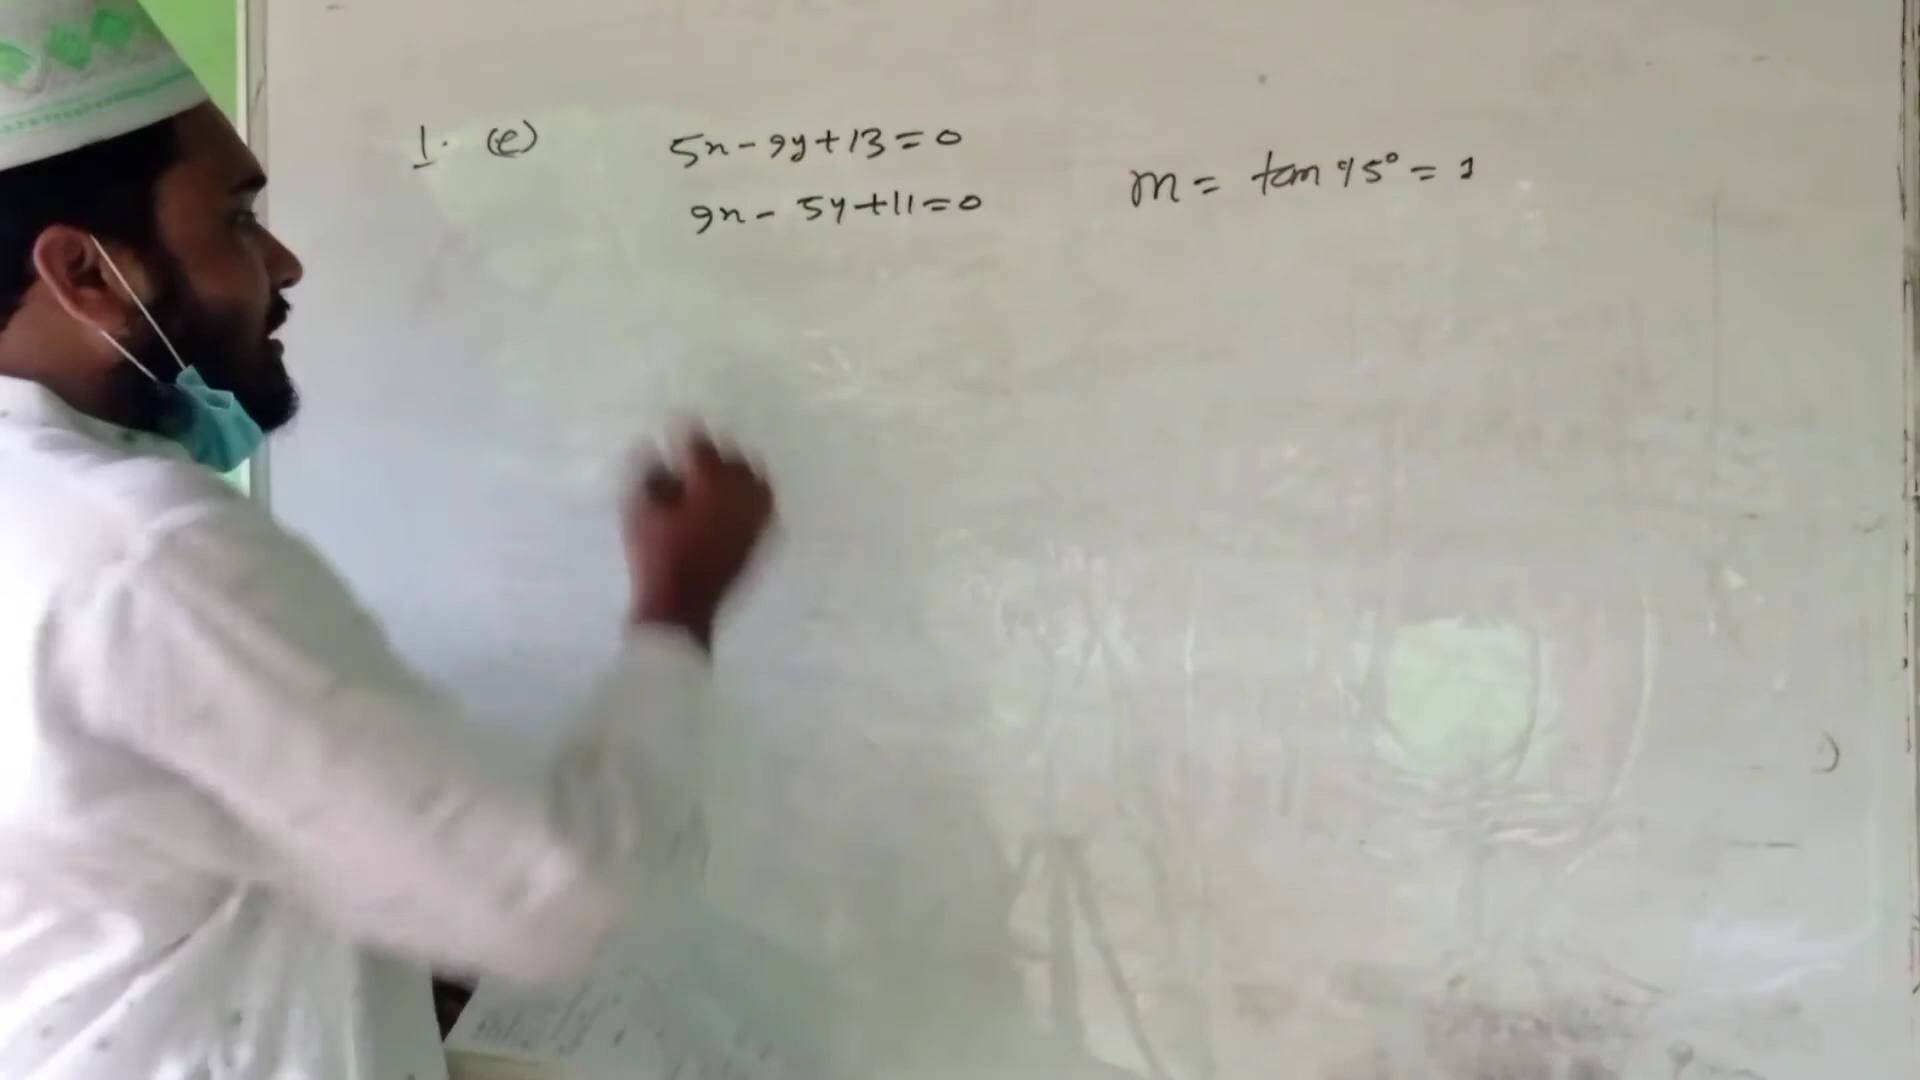 1. (e) 5x - 9y + 13 = 0
9x - 5y + 11 = 0
m = tan 45° = 1